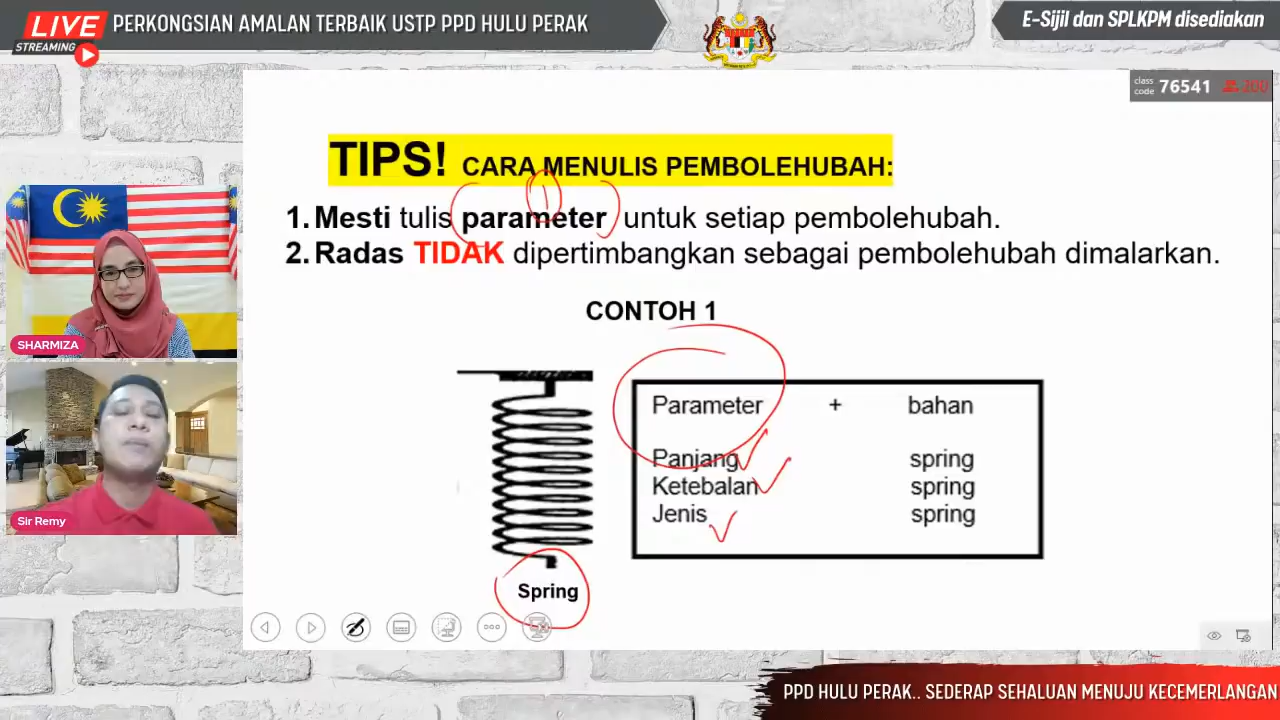 LIVE
STREAMING
PERKONGSIAN AMALAN TERBAIK USTP PPD HULU PERAK
E-Sijil dan SPLKPM disediakan
class
code 76541 200
TIPS! CARA MENULIS PEMBOLEHUBAH:
1
1. Mesti tulis parameter untuk setiap pembolehubah.
2. Radas TIDAK dipertimbangkan sebagai pembolehubah dimalarkan.
CONTOH 1
Parameter + bahan
Panjang spring
Ketebalan spring
Jenis spring
Spring
SHARMIZA
Sir Remy
PPD HULU PERAK.. SEDERAP SEHALUAN MENUJU KECEMERLANGAN